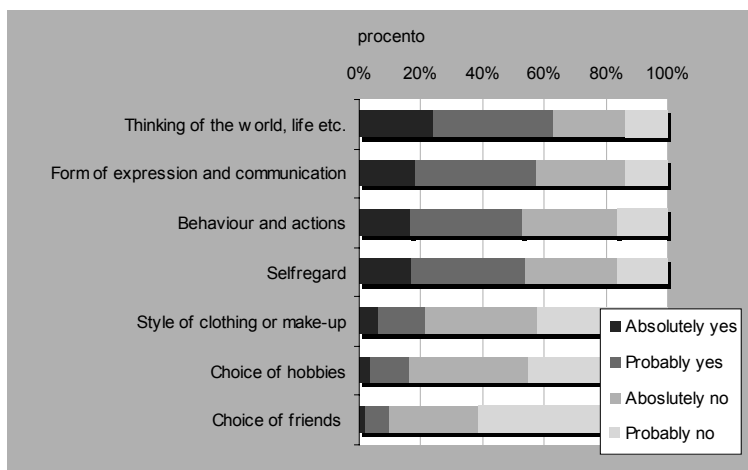 procento
0% 20% 40% 60% 80% 100%
Thinking of the world, life etc.
Form of expression and communication
Behaviour and actions
Selfregard
Style of clothing or make-up
Choice of hobbies
Choice of friends
Absolutely yes
Probably yes
Aboslutely no
Probably no